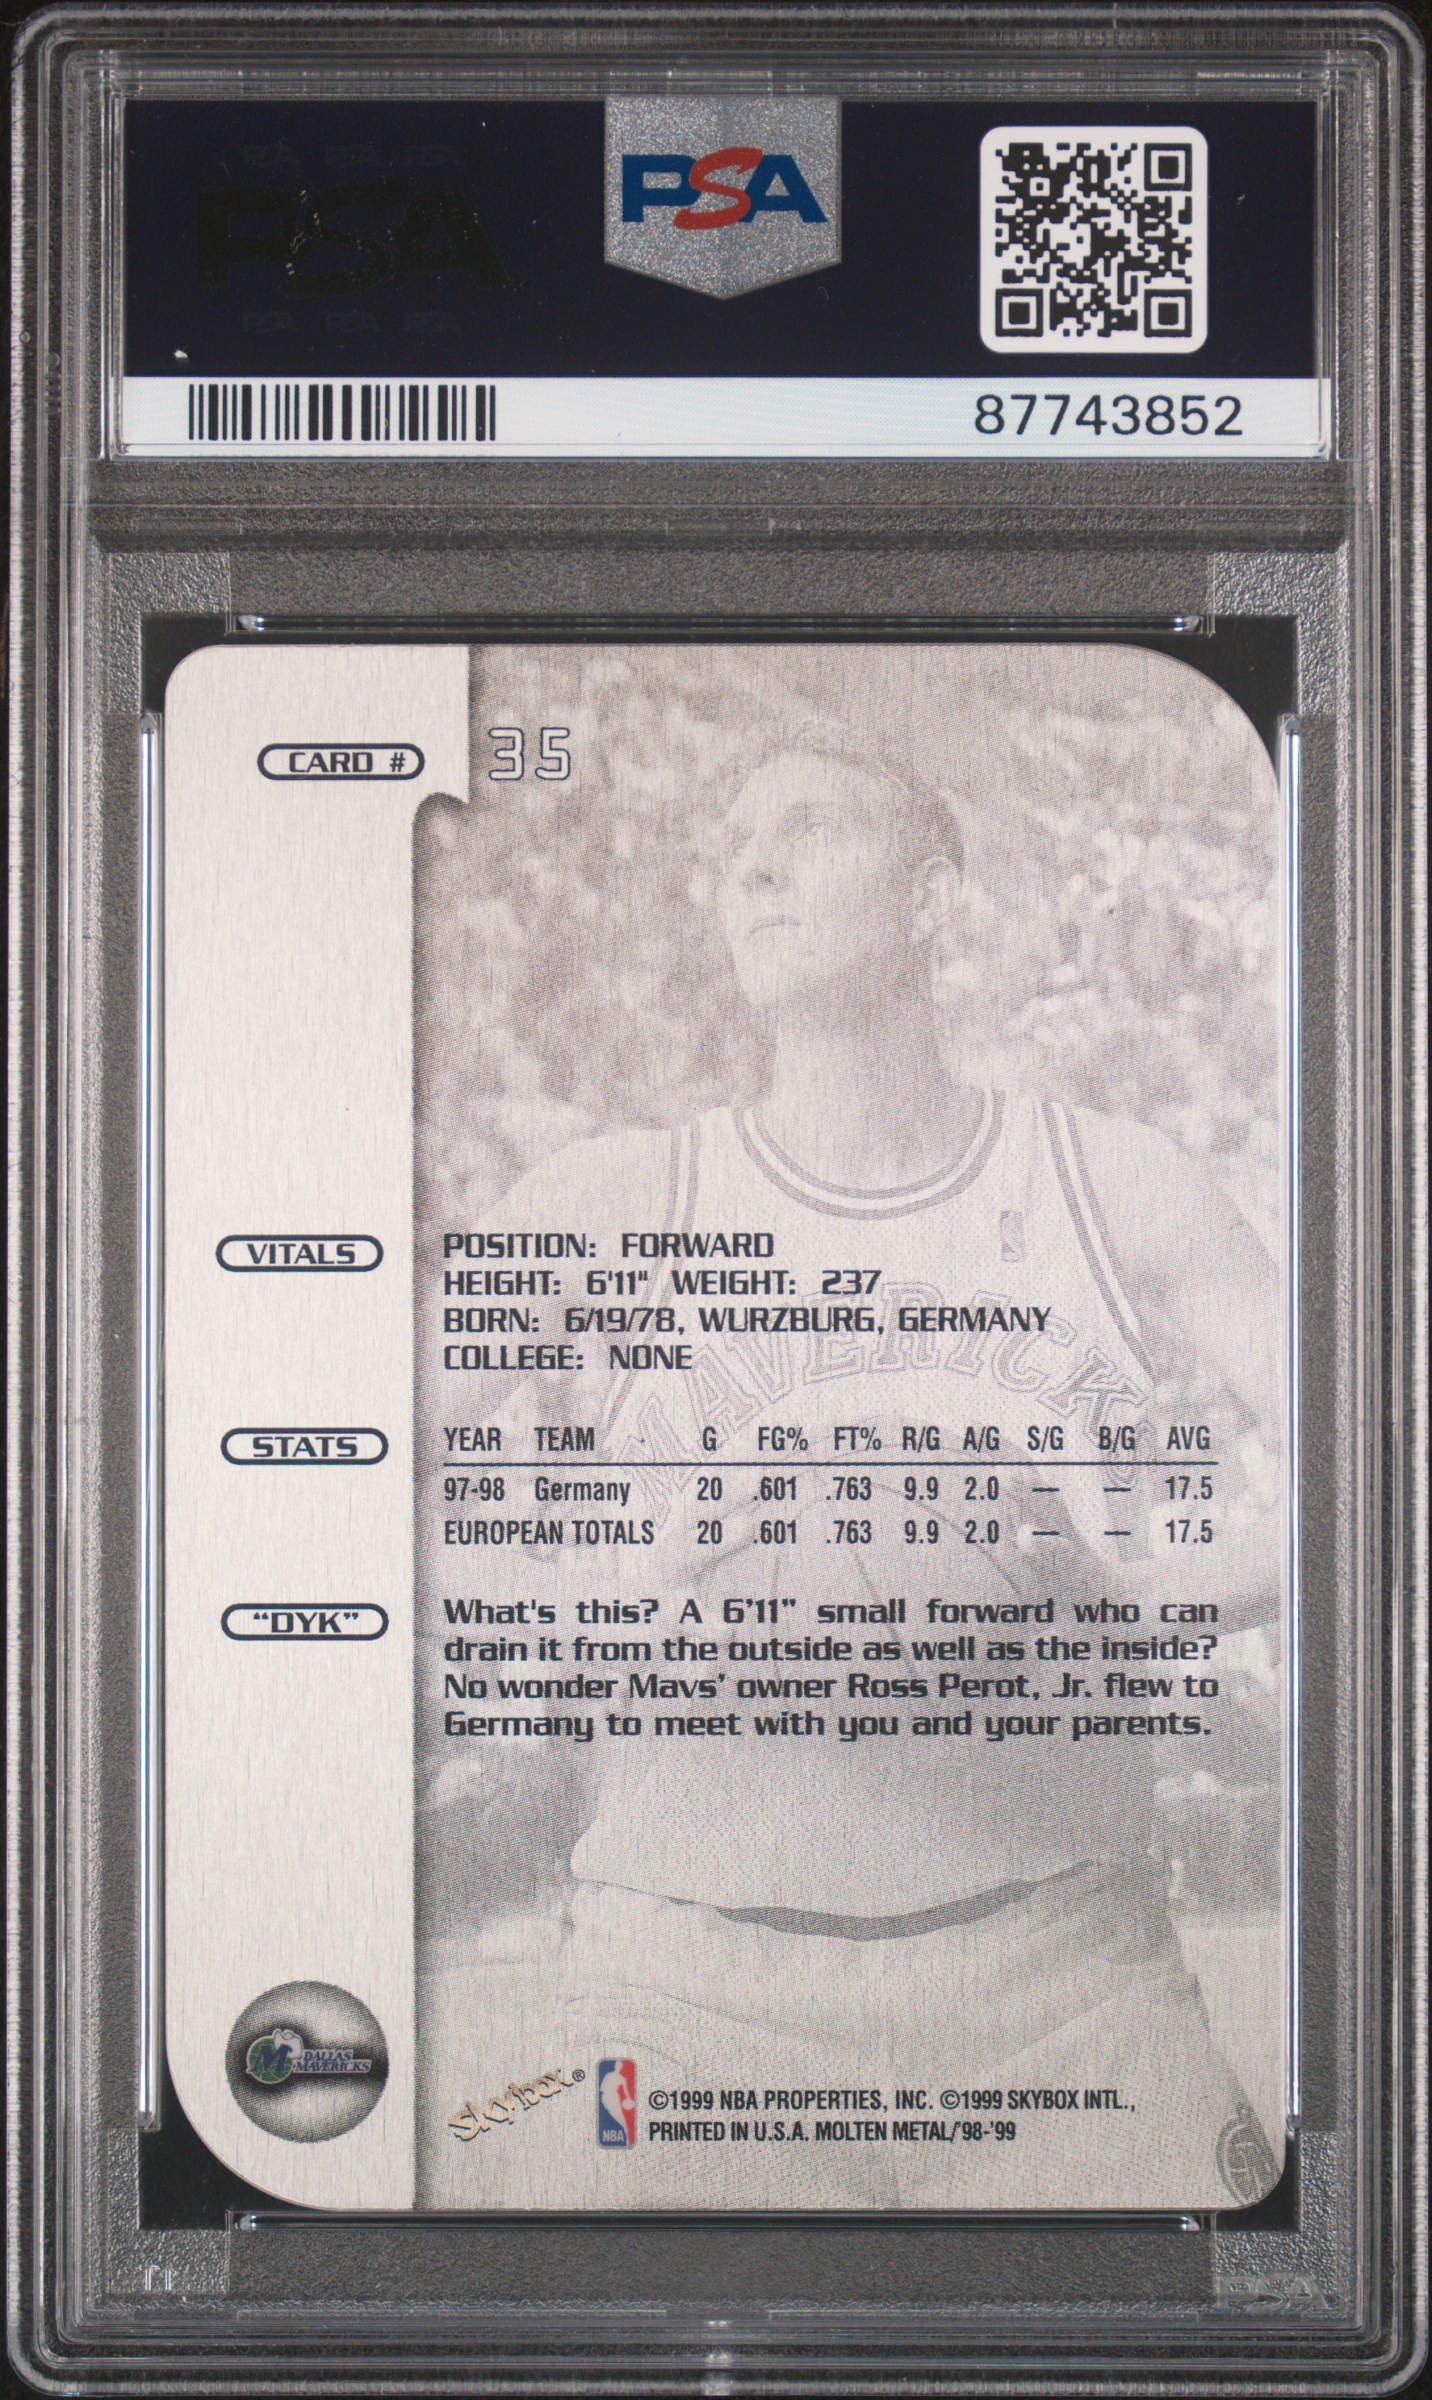 PSA
87743852
CARD # 35
VITALS
POSITION: FORWARD
HEIGHT: 6'11" WEIGHT: 237
BORN: 6/19/78, WURZBURG, GERMANY
COLLEGE: NONE
MAVERICKS
STATS
YEAR TEAM G FG% FT% R/G A/G S/G B/G AVG
97-98 Germany 20 .601 .763 9.9 2.0 — — 17.5
EUROPEAN TOTALS 20 .601 .763 9.9 2.0 — — 17.5
"DYK"
What's this? A 6'11" small forward who can
drain it from the outside as well as the inside?
No wonder Mavs' owner Ross Perot, Jr. flew to
Germany to meet with you and your parents.
M DALLAS
MAVERICKS
SkyBox®
NBA
©1999 NBA PROPERTIES, INC. ©1999 SKYBOX INTL.,
PRINTED IN U.S.A. MOLTEN METAL/'98-'99
PSA